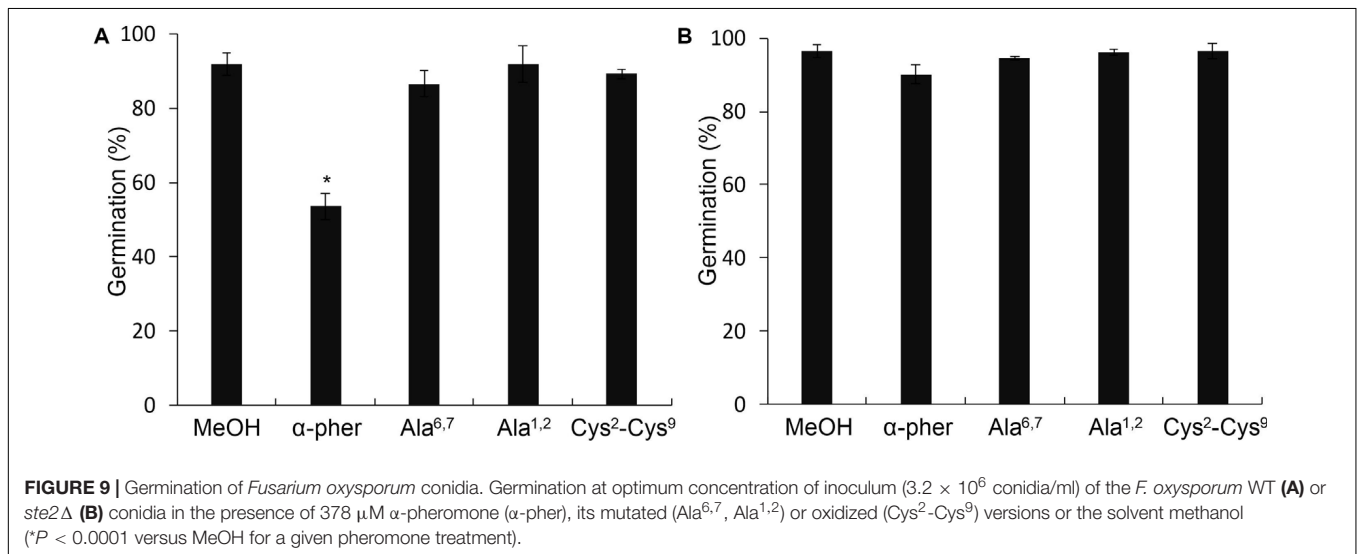 A
100
80
60
40
20
0
Germination (%)
*
MeOH α-pher Ala⁶,⁷ Ala¹,² Cys²-Cys⁹
B
100
80
60
40
20
0
Germination (%)
MeOH α-pher Ala⁶,⁷ Ala¹,² Cys²-Cys⁹
FIGURE 9 | Germination of Fusarium oxysporum conidia. Germination at optimum concentration of inoculum (3.2 × 10⁶ conidia/ml) of the F. oxysporum WT (A) or
ste2Δ (B) conidia in the presence of 378 μM α-pheromone (α-pher), its mutated (Ala⁶,⁷, Ala¹,²) or oxidized (Cys²-Cys⁹) versions or the solvent methanol
(*P < 0.0001 versus MeOH for a given pheromone treatment).